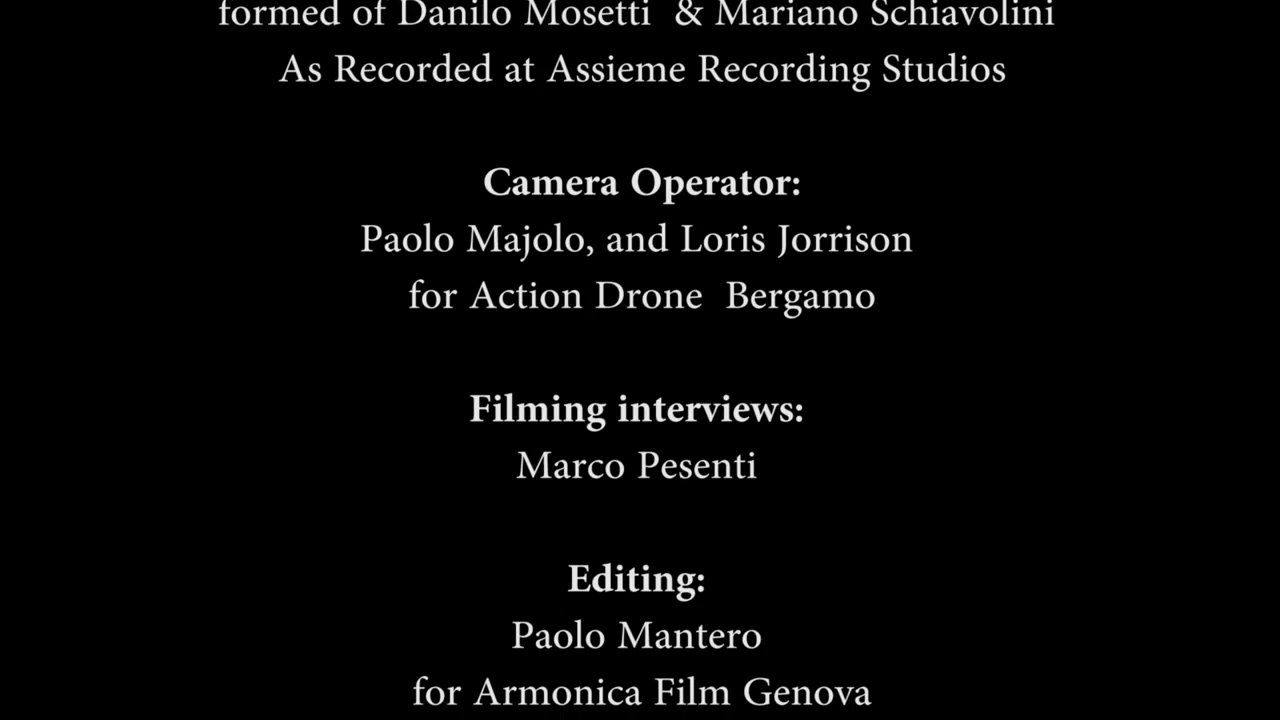 formed of Danilo Mosetti  & Mariano Schiavolini
As Recorded at Assieme Recording Studios
Camera Operator:
Paolo Majolo, and Loris Jorrison
for Action Drone  Bergamo
Filming interviews:
Marco Pesenti
Editing:
Paolo Mantero
for Armonica Film Genova